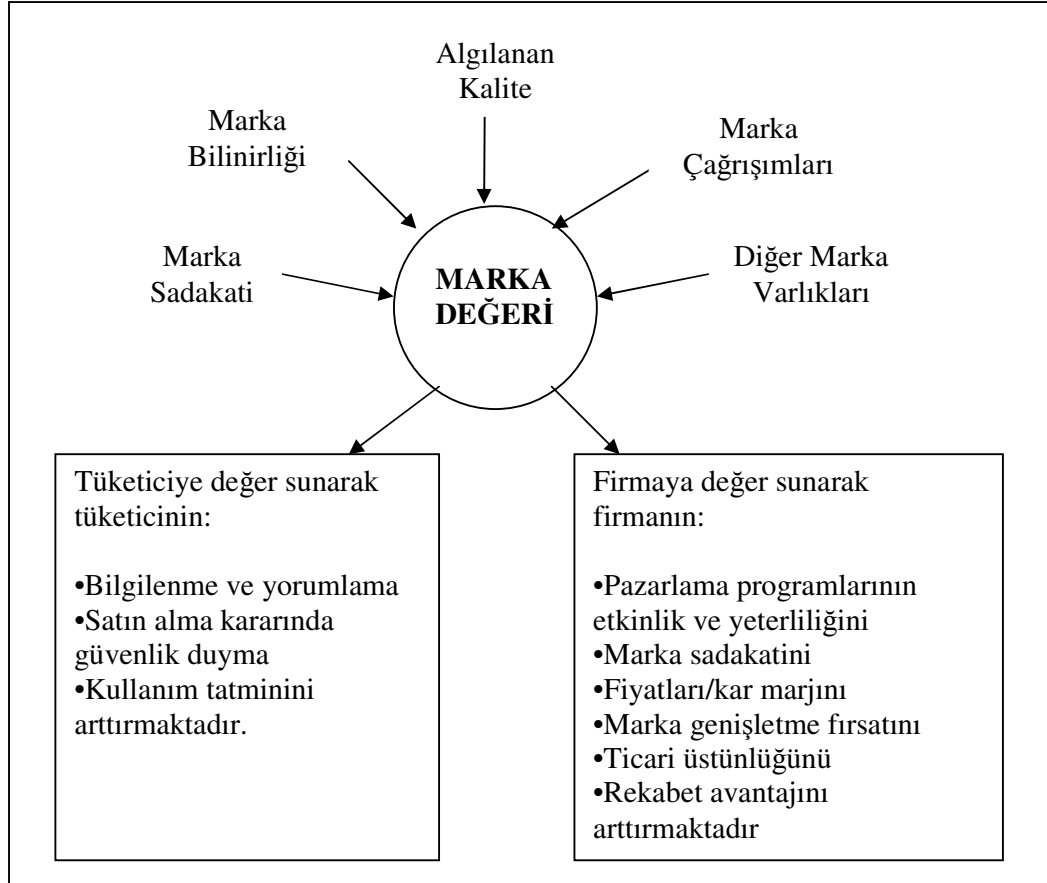 Algılanan
Kalite
Marka
Bilinirliği
Marka
Çağrışımları
Marka
Sadakati
Diğer Marka
Varlıkları
MARKA
DEĞERİ
Tüketiciye değer sunarak
tüketicinin:
•Bilgilenme ve yorumlama
•Satın alma kararında
güvenlik duyma
•Kullanım tatminini
arttırmaktadır.
Firmaya değer sunarak
firmanın:
•Pazarlama programlarının
etkinlik ve yeterliliğini
•Marka sadakatini
•Fiyatları/kar marjını
•Marka genişletme fırsatını
•Ticari üstünlüğünü
•Rekabet avantajını
arttırmaktadır